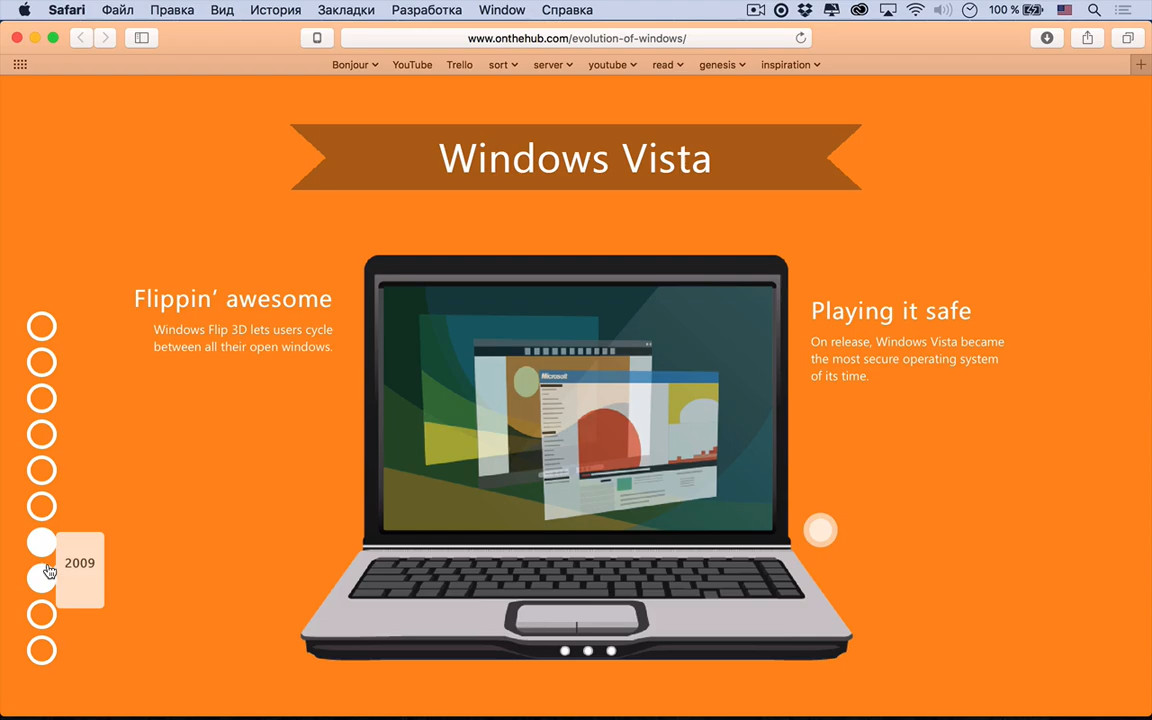 Safari Файл Правка Вид История Закладки Разработка Window Справка 100 %
www.onthehub.com/evolution-of-windows/
Bonjour YouTube Trello sort server youtube read genesis inspiration
Windows Vista
Flippin’ awesome
Windows Flip 3D lets users cycle
between all their open windows.
Playing it safe
On release, Windows Vista became
the most secure operating system
of its time.
Microsoft
2009